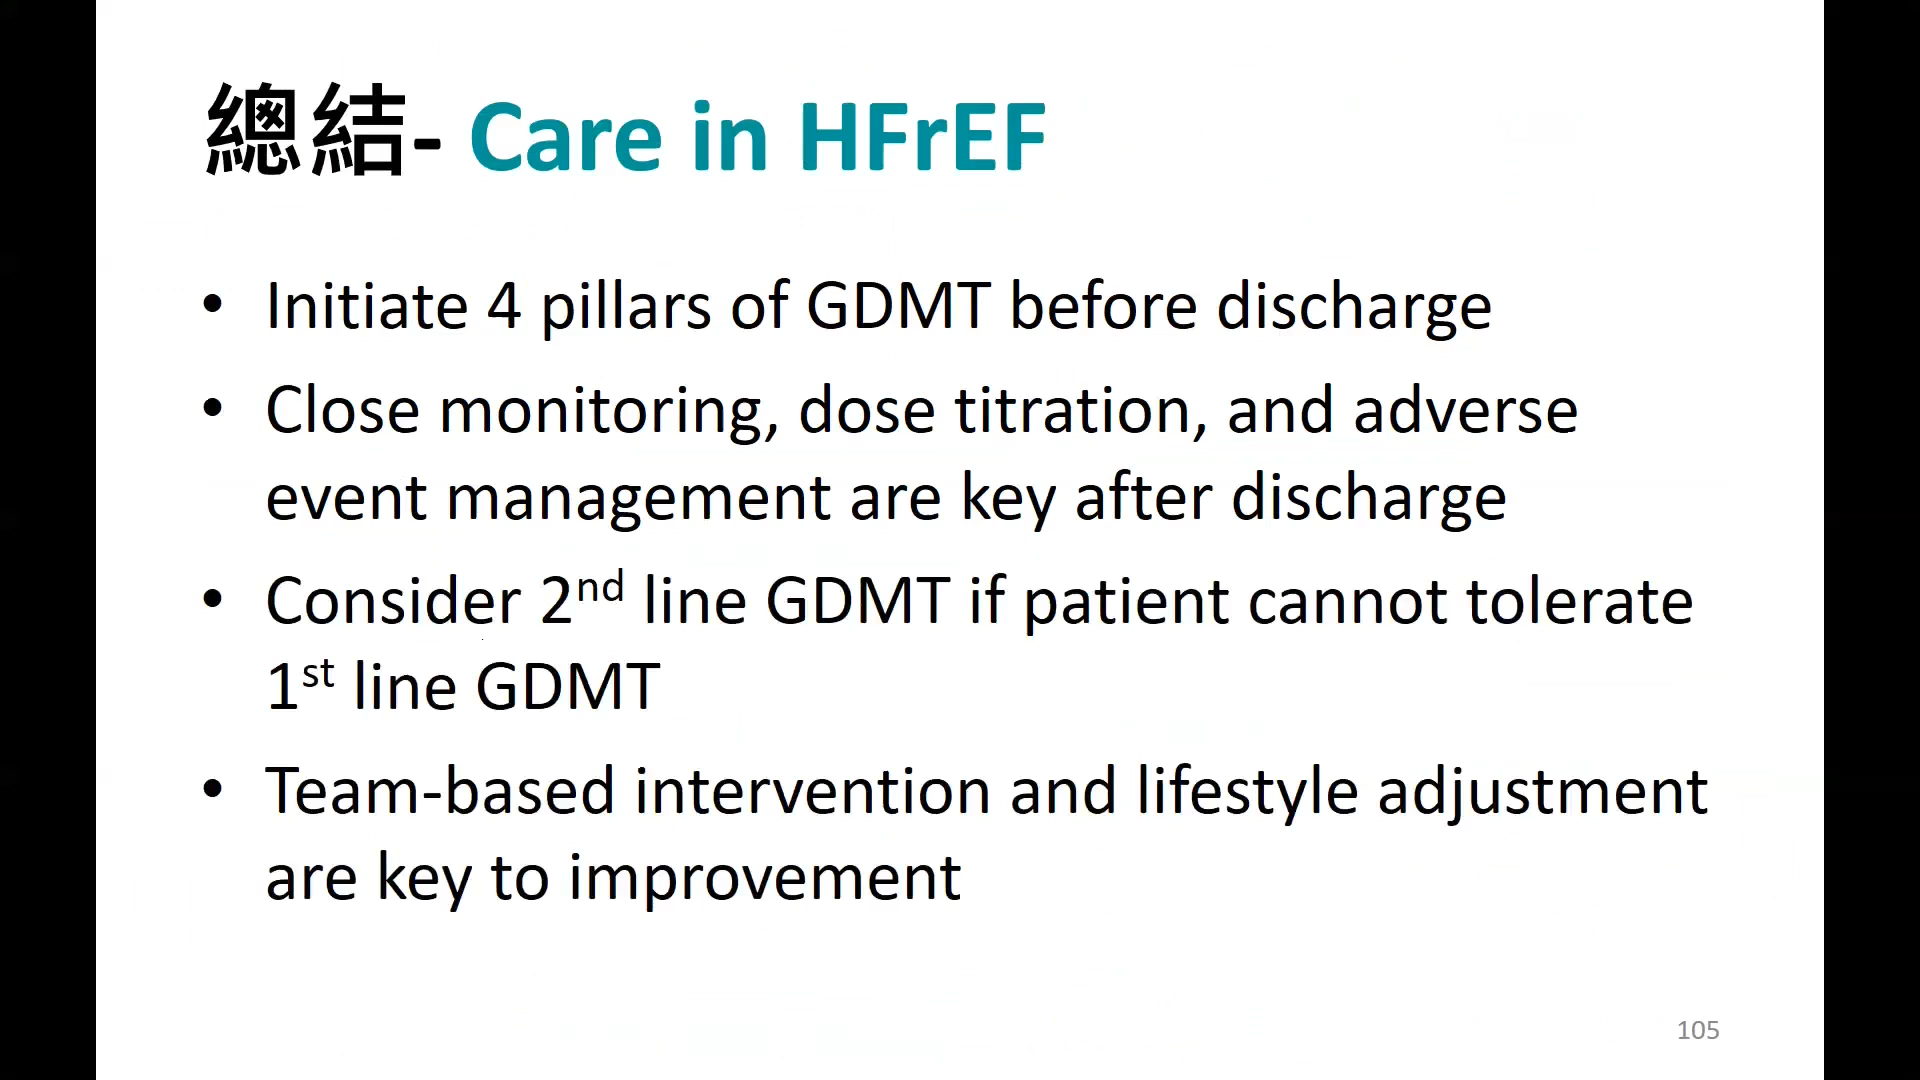 總結- Care in HFrEF
• Initiate 4 pillars of GDMT before discharge
• Close monitoring, dose titration, and adverse
event management are key after discharge
• Consider 2nd line GDMT if patient cannot tolerate
1st line GDMT
• Team-based intervention and lifestyle adjustment
are key to improvement
105